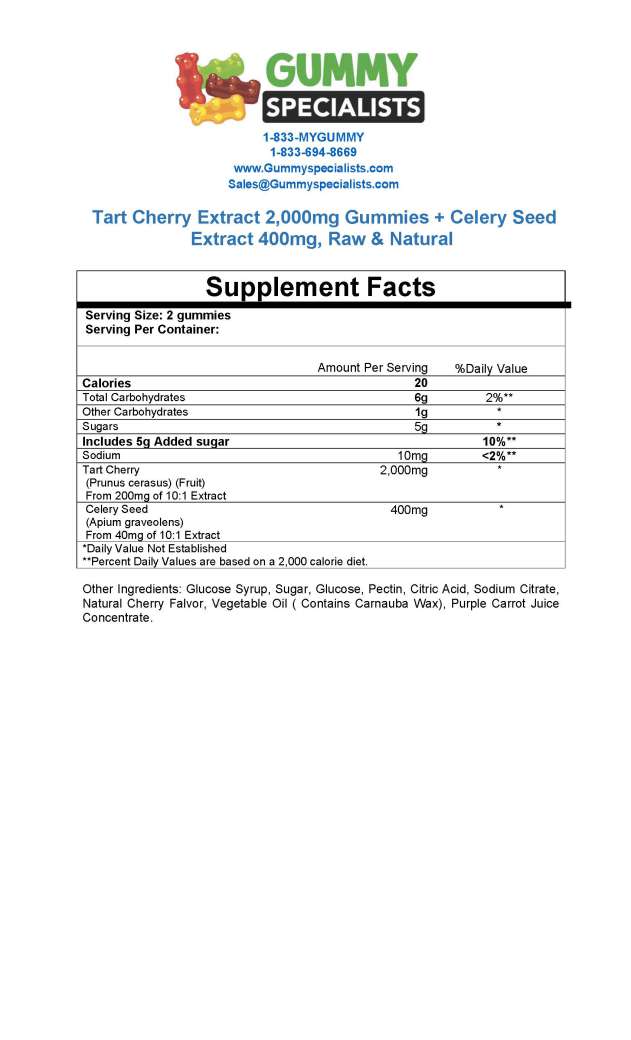 GUMMY
SPECIALISTS
1-833-MYGUMMY
1-833-694-8669
www.Gummyspecialists.com
Sales@Gummyspecialists.com
Tart Cherry Extract 2,000mg Gummies + Celery Seed
Extract 400mg, Raw & Natural
Supplement Facts
Serving Size: 2 gummies
Serving Per Container:
Amount Per Serving %Daily Value
Calories 20
Total Carbohydrates 6g 2%**
Other Carbohydrates 1g *
Sugars 5g *
Includes 5g Added sugar 10%**
Sodium 10mg <2%**
Tart Cherry 2,000mg *
(Prunus cerasus) (Fruit)
From 200mg of 10:1 Extract
Celery Seed 400mg *
(Apium graveolens)
From 40mg of 10:1 Extract
*Daily Value Not Established
**Percent Daily Values are based on a 2,000 calorie diet.
Other Ingredients: Glucose Syrup, Sugar, Glucose, Pectin, Citric Acid, Sodium Citrate,
Natural Cherry Falvor, Vegetable Oil ( Contains Carnauba Wax), Purple Carrot Juice
Concentrate.